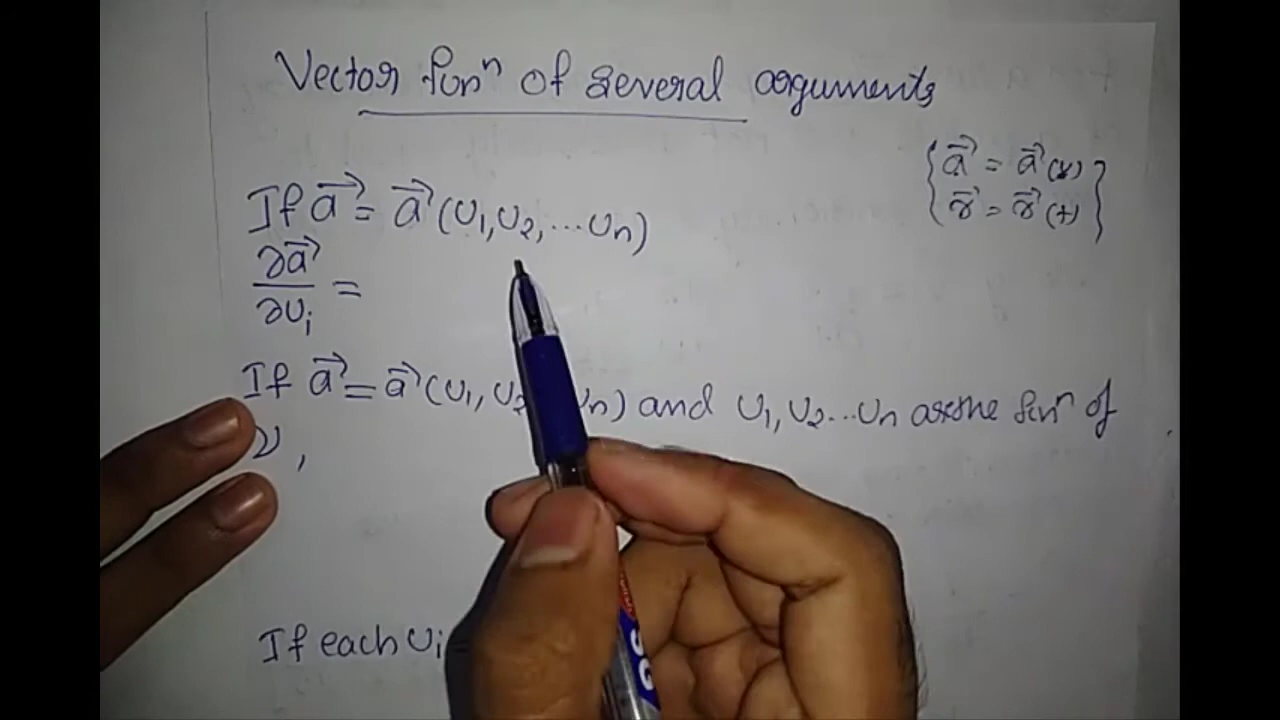 Vector funⁿ of several arguments
{a⃗ = a⃗(x)
r⃗ = r⃗(t)}
If a⃗ = a⃗(u₁,u₂,...uₙ)
∂a⃗/∂uᵢ =
If a⃗ = a⃗(u₁, u₂ uₙ) and u₁, u₂...uₙ are the funⁿ of
v,
If each uᵢ